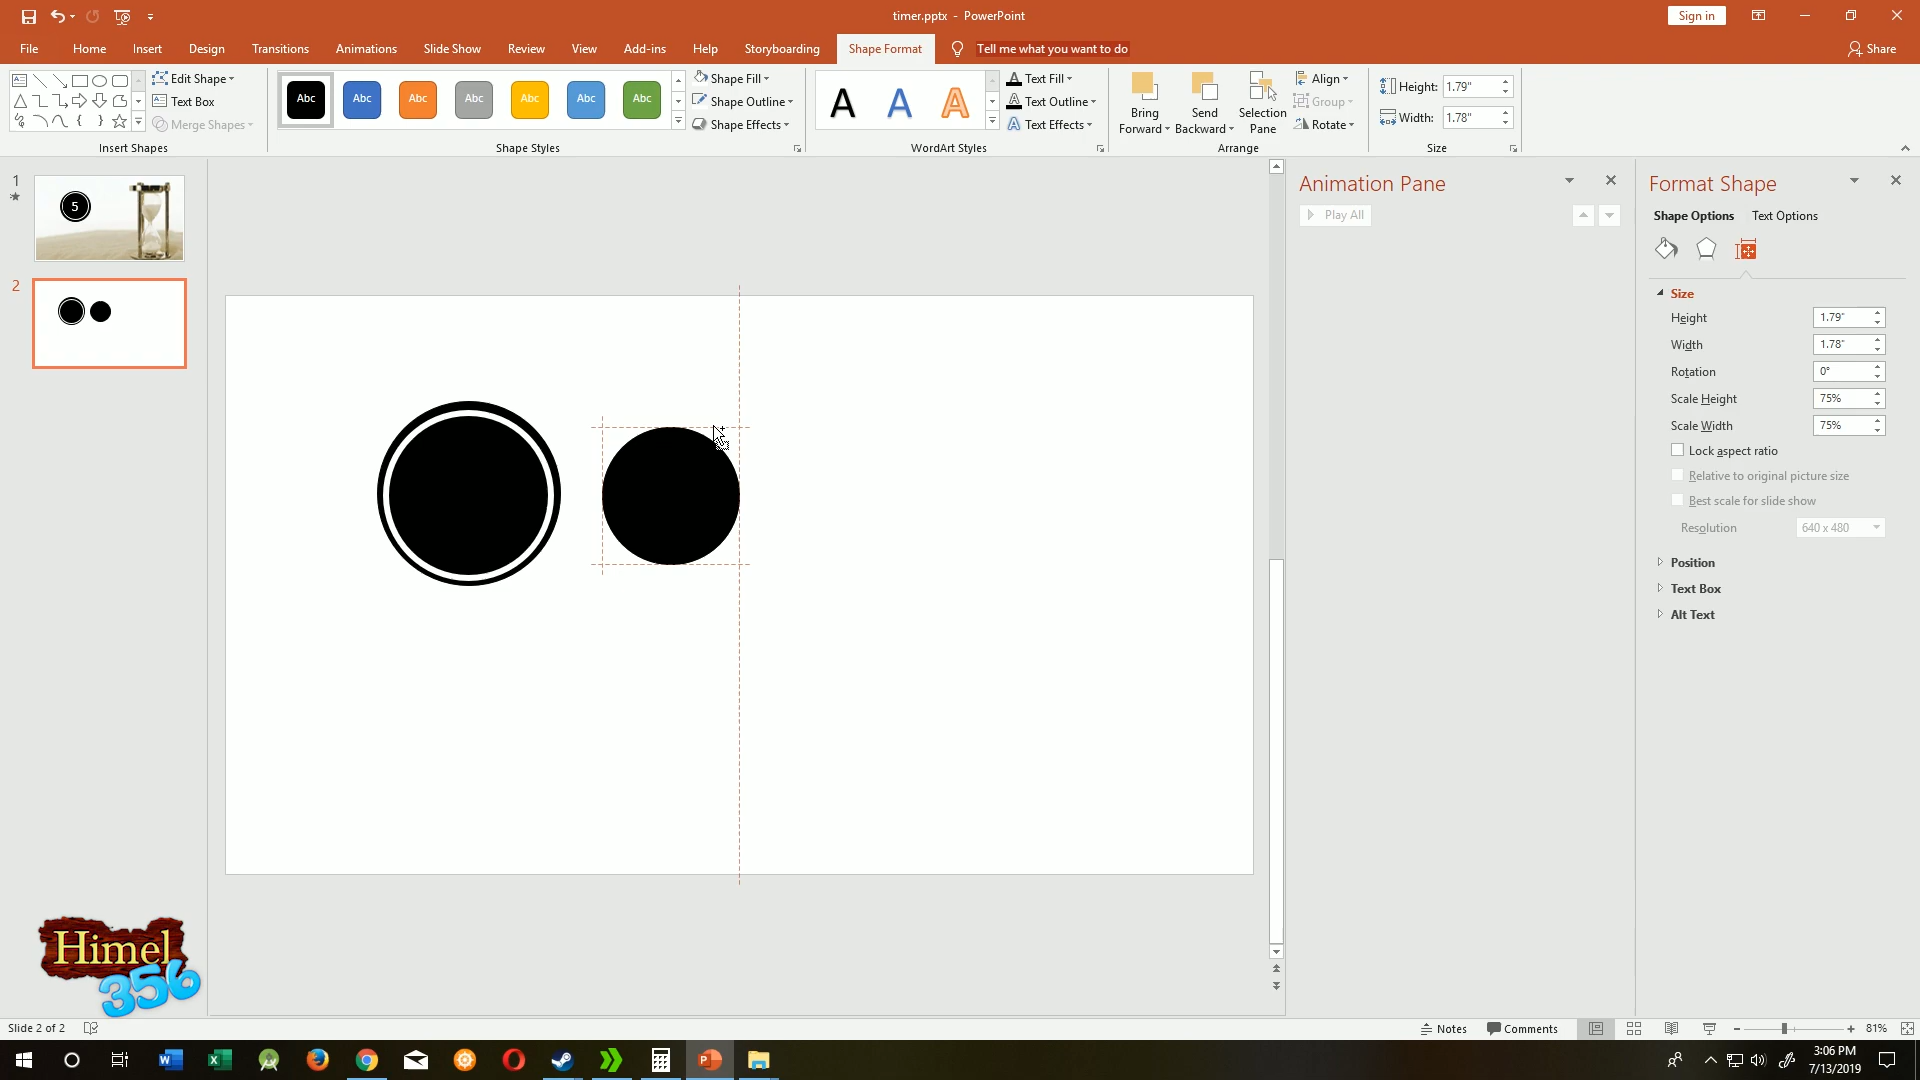 timer.pptx - PowerPoint
Sign in
File Home Insert Design Transitions Animations Slide Show Review View Add-ins Help Storyboarding Shape Format Tell me what you want to do Share
Edit Shape
Text Box
Merge Shapes
Insert Shapes
Abc Abc Abc Abc Abc Abc Abc
Shape Fill
Shape Outline
Shape Effects
Shape Styles
A A A
Text Fill
Text Outline
Text Effects
WordArt Styles
Bring Forward
Send Backward
Selection Pane
Align
Group
Rotate
Arrange
Height: 1.79"
Width: 1.78"
Size
1
5
2
Animation Pane
Play All
Format Shape
Shape Options Text Options
Size
Height 1.79"
Width 1.78"
Rotation 0°
Scale Height 75%
Scale Width 75%
Lock aspect ratio
Relative to original picture size
Best scale for slide show
Resolution 640 x 480
Position
Text Box
Alt Text
Himel
356
Slide 2 of 2
Notes Comments 81%
3:06 PM
7/13/2019